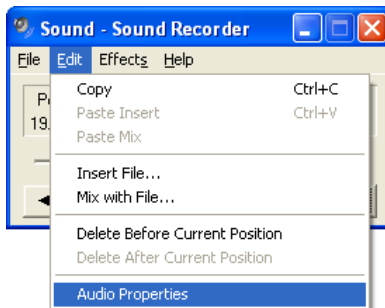 Sound - Sound Recorder
File Edit Effects Help
Copy Ctrl+C
Paste Insert Ctrl+V
Paste Mix
Insert File...
Mix with File...
Delete Before Current Position
Delete After Current Position
Audio Properties
19.